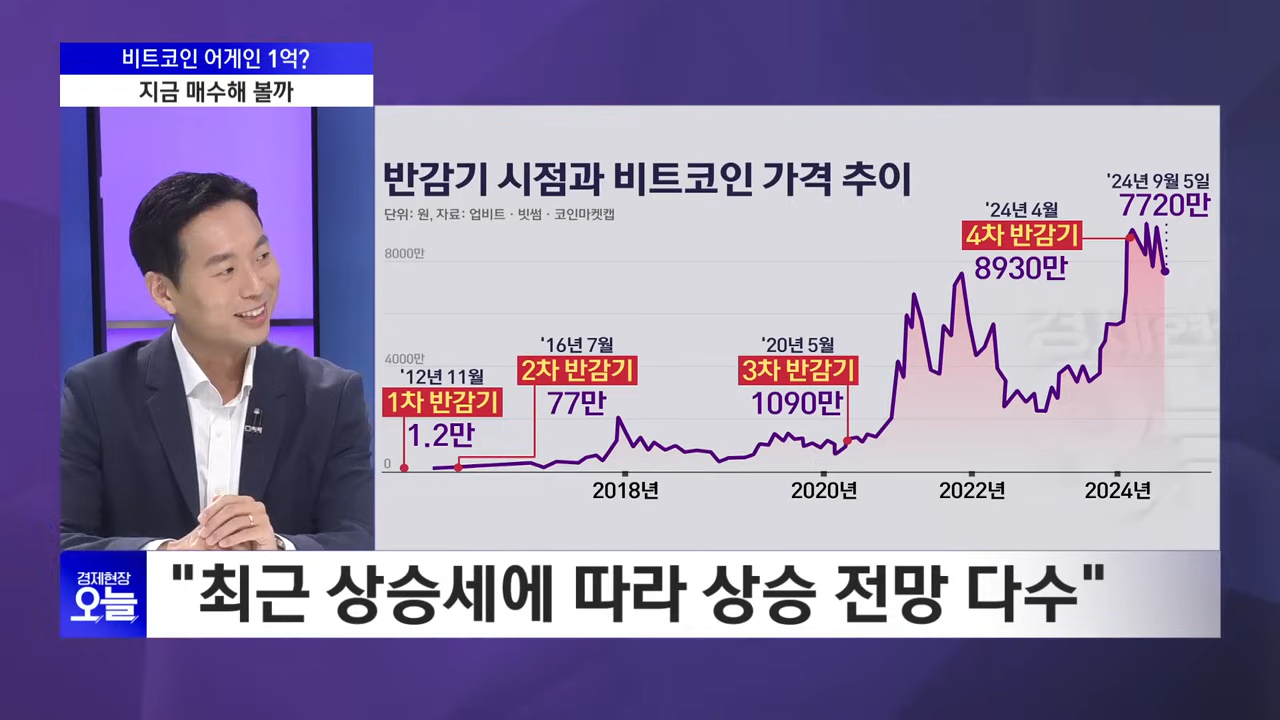 비트코인 어게인 1억?
지금 매수해 볼까
반감기 시점과 비트코인 가격 추이
단위: 원, 자료: 업비트 · 빗썸 · 코인마켓캡
8000만
4000만
0
'12년 11월
1차 반감기
1.2만
'16년 7월
2차 반감기
77만
'20년 5월
3차 반감기
1090만
'24년 4월
4차 반감기
8930만
'24년 9월 5일
7720만
2018년
2020년
2022년
2024년
경제현장
오늘
"최근 상승세에 따라 상승 전망 다수"